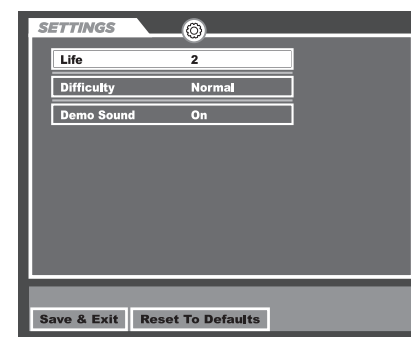 SETTINGS
Life 2
Difficulty Normal
Demo Sound On
Save & Exit Reset To Defaults